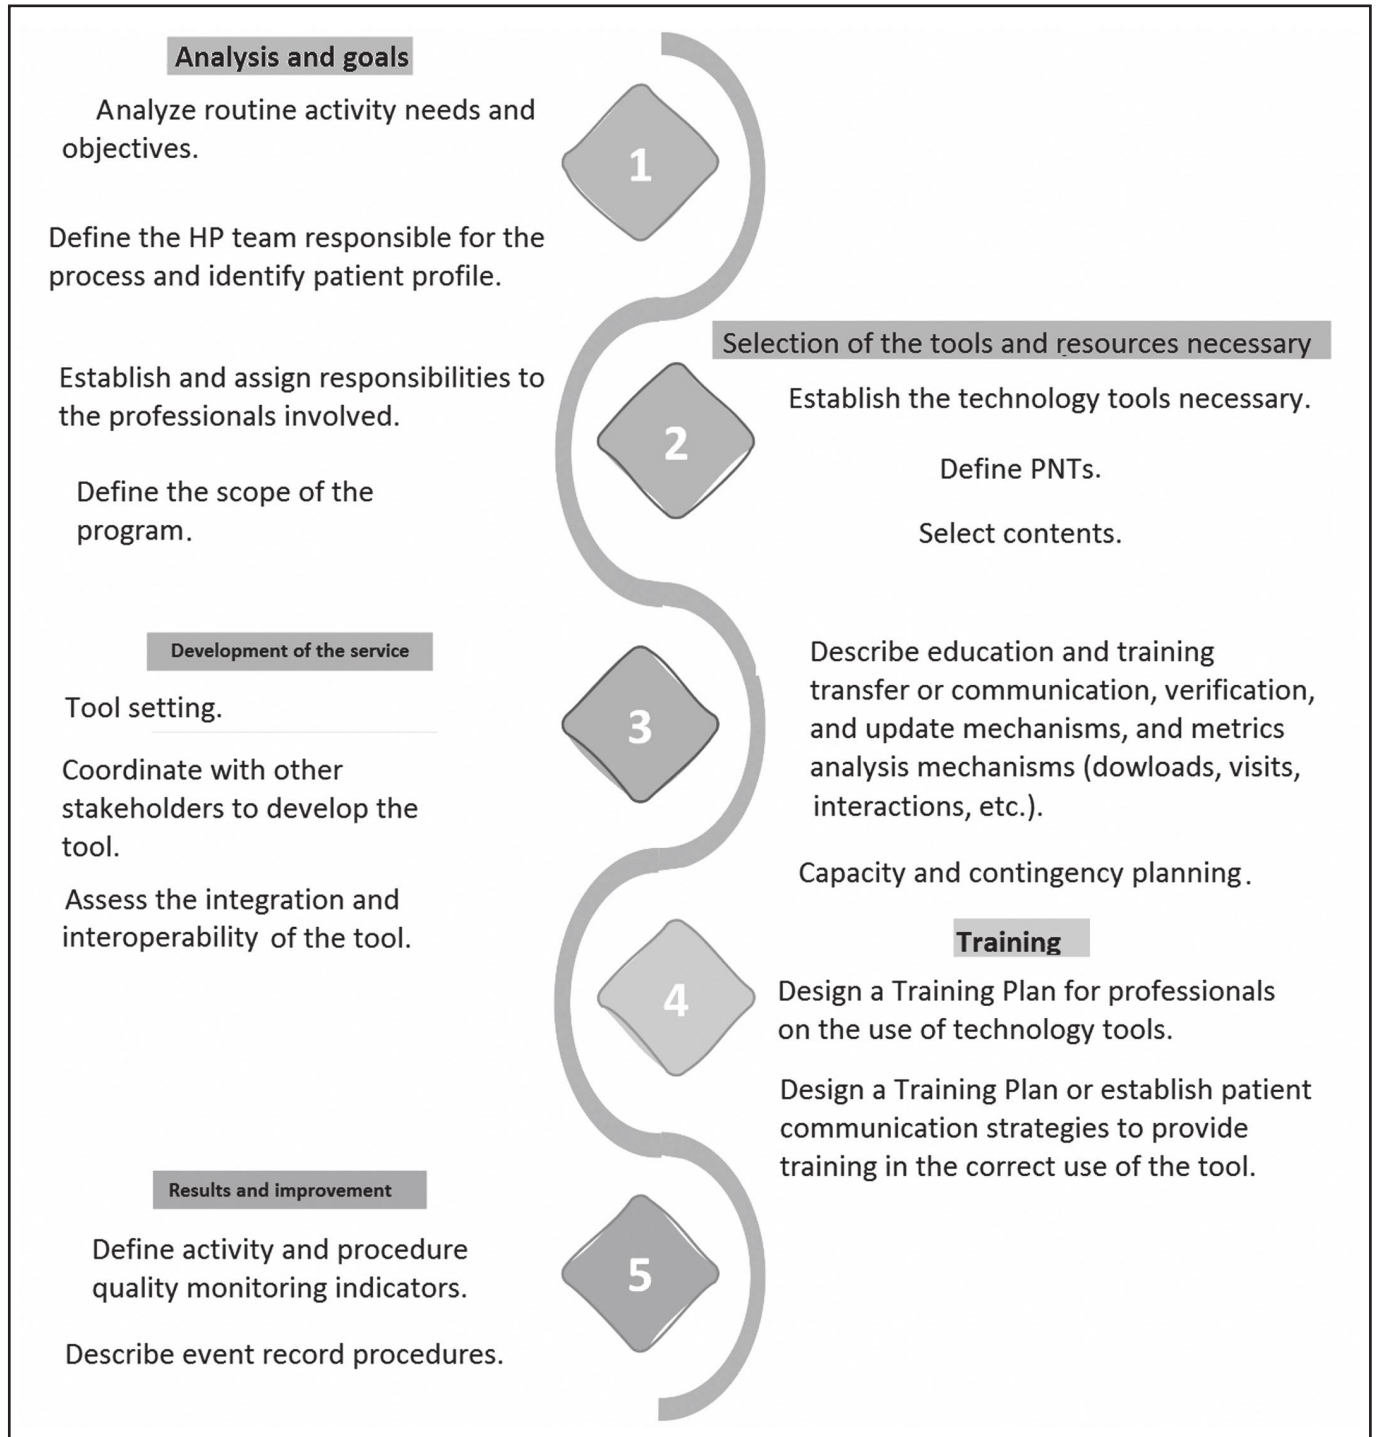 Analysis and goals
Analyze routine activity needs and
objectives.
1
Define the HP team responsible for the
process and identify patient profile.
Establish and assign responsibilities to
the professionals involved.
Define the scope of the
program.
Selection of the tools and resources necessary
2
Establish the technology tools necessary.
Define PNTs.
Select contents.
Describe education and training
transfer or communication, verification,
and update mechanisms, and metrics
analysis mechanisms (dowloads, visits,
interactions, etc.).
Capacity and contingency planning.
Development of the service
3
Tool setting.
Coordinate with other
stakeholders to develop the
tool.
Assess the integration and
interoperability of the tool.
Training
4
Design a Training Plan for professionals
on the use of technology tools.
Design a Training Plan or establish patient
communication strategies to provide
training in the correct use of the tool.
Results and improvement
5
Define activity and procedure
quality monitoring indicators.
Describe event record procedures.